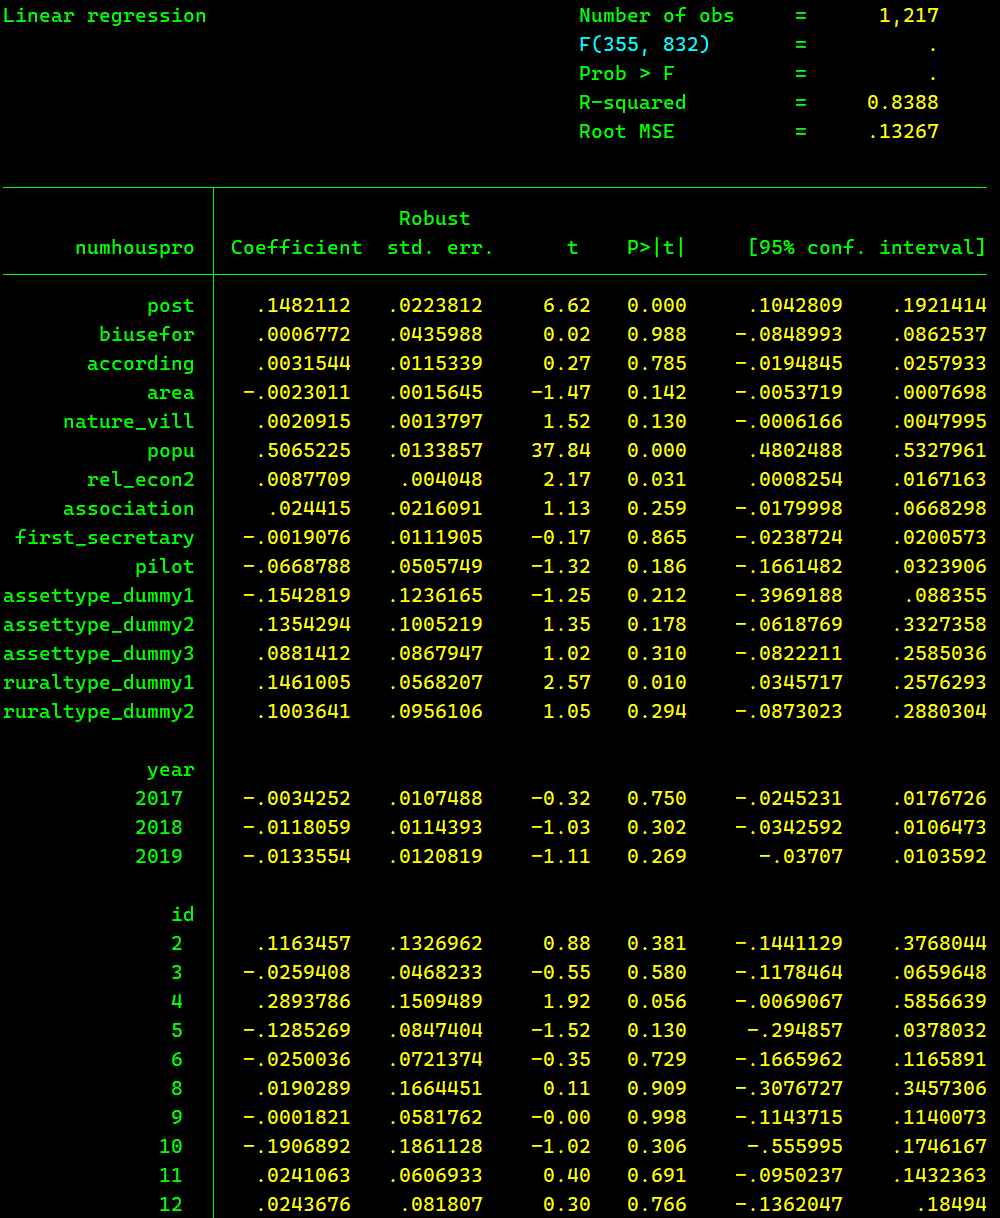 Linear regression Number of obs = 1,217
F(355, 832) = .
Prob > F = .
R-squared = 0.8388
Root MSE = .13267
Robust
numhouspro Coefficient std. err. t P>|t| [95% conf. interval]
post .1482112 .0223812 6.62 0.000 .1042809 .1921414
biusefor .0006772 .0435988 0.02 0.988 -.0848993 .0862537
according .0031544 .0115339 0.27 0.785 -.0194845 .0257933
area -.0023011 .0015645 -1.47 0.142 -.0053719 .0007698
nature_vill .0020915 .0013797 1.52 0.130 -.0006166 .0047995
popu .5065225 .0133857 37.84 0.000 .4802488 .5327961
rel_econ2 .0087709 .004048 2.17 0.031 .0008254 .0167163
association .024415 .0216091 1.13 0.259 -.0179998 .0668298
first_secretary -.0019076 .0111905 -0.17 0.865 -.0238724 .0200573
pilot -.0668788 .0505749 -1.32 0.186 -.1661482 .0323906
assettype_dummy1 -.1542819 .1236165 -1.25 0.212 -.3969188 .088355
assettype_dummy2 .1354294 .1005219 1.35 0.178 -.0618769 .3327358
assettype_dummy3 .0881412 .0867947 1.02 0.310 -.0822211 .2585036
ruraltype_dummy1 .1461005 .0568207 2.57 0.010 .0345717 .2576293
ruraltype_dummy2 .1003641 .0956106 1.05 0.294 -.0873023 .2880304
year
2017 -.0034252 .0107488 -0.32 0.750 -.0245231 .0176726
2018 -.0118059 .0114393 -1.03 0.302 -.0342592 .0106473
2019 -.0133554 .0120819 -1.11 0.269 -.03707 .0103592
id
2 .1163457 .1326962 0.88 0.381 -.1441129 .3768044
3 -.0259408 .0468233 -0.55 0.580 -.1178464 .0659648
4 .2893786 .1509489 1.92 0.056 -.0069067 .5856639
5 -.1285269 .0847404 -1.52 0.130 -.294857 .0378032
6 -.0250036 .0721374 -0.35 0.729 -.1665962 .1165891
8 .0190289 .1664451 0.11 0.909 -.3076727 .3457306
9 -.0001821 .0581762 -0.00 0.998 -.1143715 .1140073
10 -.1906892 .1861128 -1.02 0.306 -.555995 .1746167
11 .0241063 .0606933 0.40 0.691 -.0950237 .1432363
12 .0243676 .081807 0.30 0.766 -.1362047 .18494